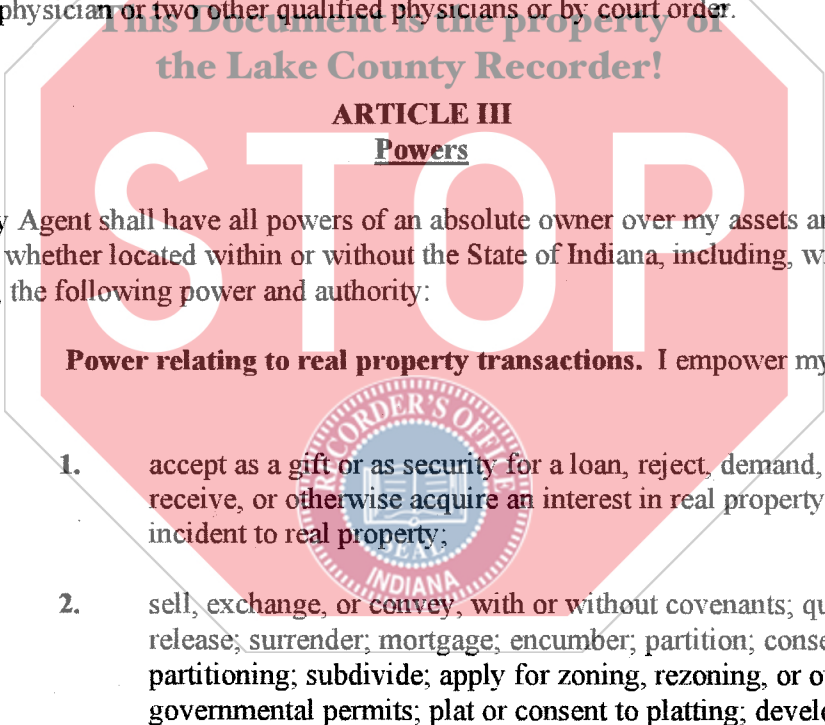 physician or two other qualified physicians or by court order.
This Document is the property of
the Lake County Recorder!
ARTICLE III
Powers
STOP
y Agent shall have all powers of an absolute owner over my assets a
whether located within or without the State of Indiana, including, w
the following power and authority:
Power relating to real property transactions. I empower my
RECORDER'S OFFICE
1. accept as a gift or as security for a loan, reject, demand,
receive, or otherwise acquire an interest in real property
incident to real property;
SEAL
INDIANA
2. sell, exchange, or convey, with or without covenants; qu
release; surrender; mortgage; encumber; partition; conse
partitioning; subdivide; apply for zoning, rezoning, or o
governmental permits; plat or consent to platting; develo